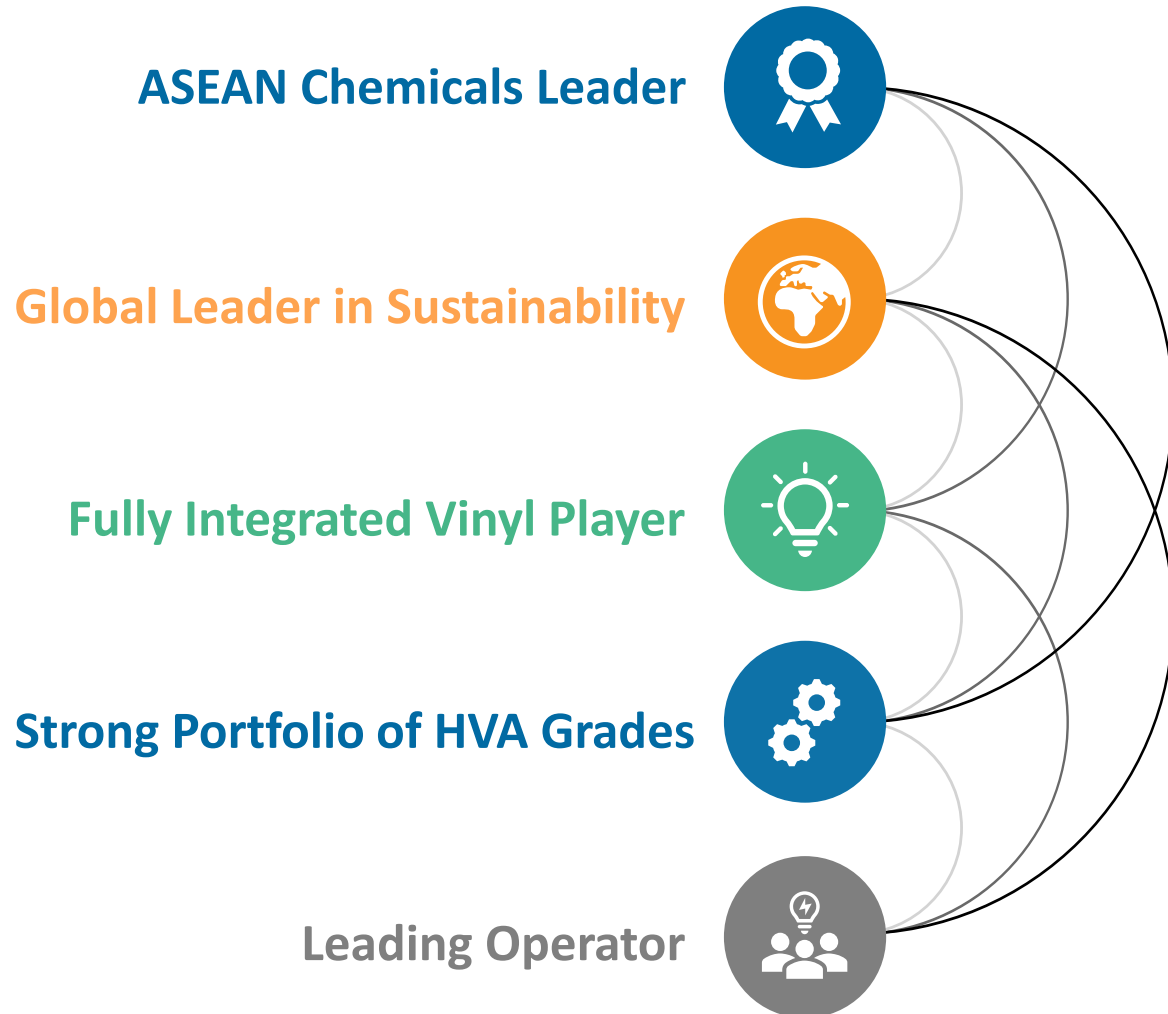 ASEAN Chemicals Leader
Global Leader in Sustainability
Fully Integrated Vinyl Player
Strong Portfolio of HVA Grades
Leading Operator